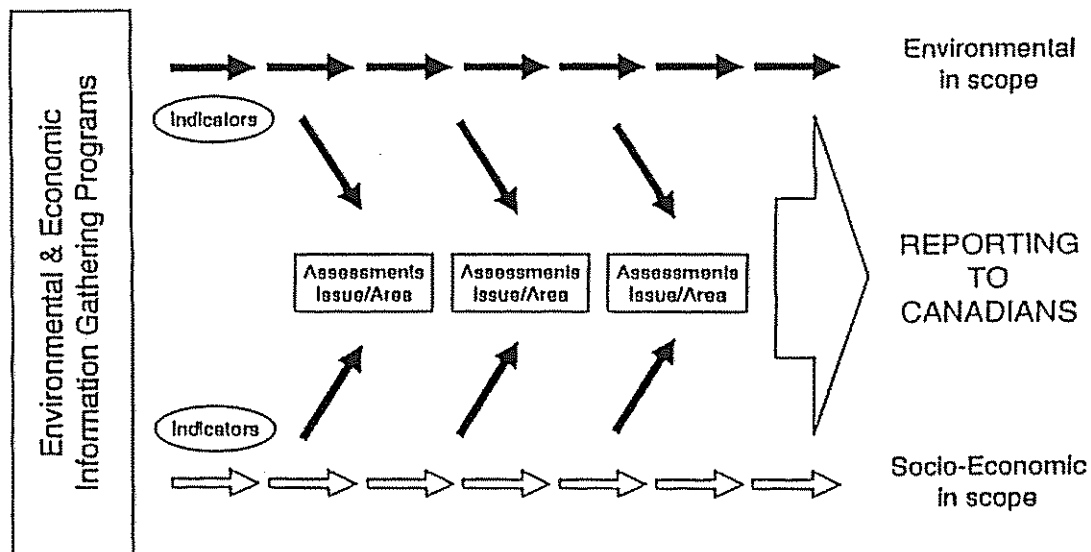 Environmental & Economic
Information Gathering Programs
Environmental
in scope
Indicators
Assessments
Issue/Area
Assessments
Issue/Area
Assessments
Issue/Area
REPORTING
TO
CANADIANS
Indicators
Socio-Economic
in scope